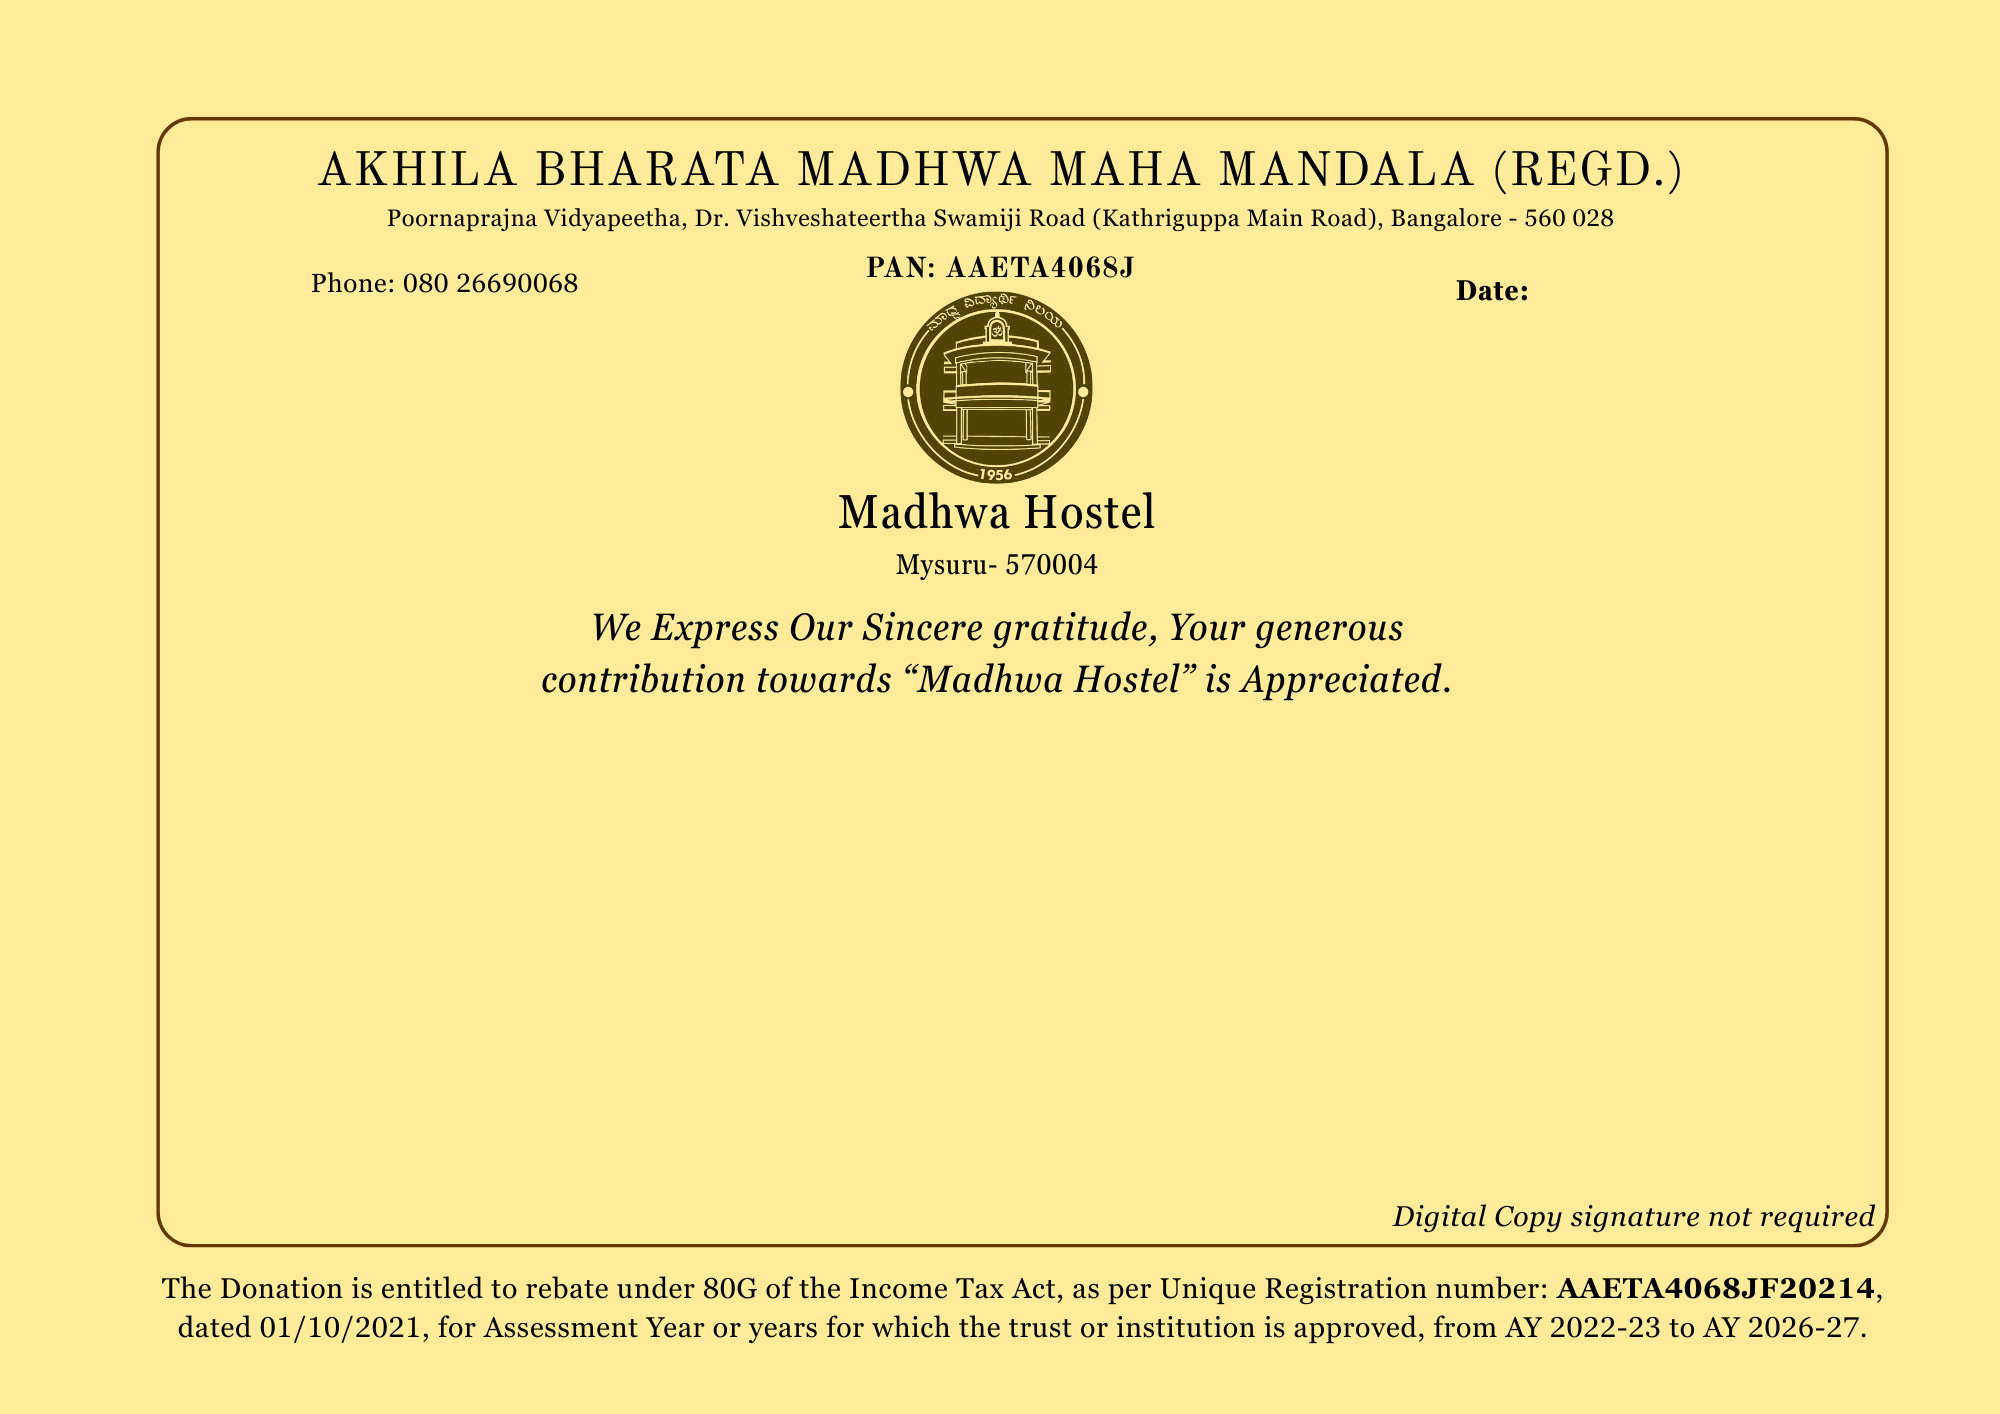 AKHILA BHARATA MADHWA MAHA MANDALA (REGD.)
Poornaprajna Vidyapeetha, Dr. Vishveshateertha Swamiji Road (Kathriguppa Main Road), Bangalore - 560 028
PAN: AAETA4068J
Phone: 080 26690068
Date:
ಮಾಧ್ವ ವಿದ್ಯಾರ್ಥಿ ನಿಲಯ
ॐ
1956
Madhwa Hostel
Mysuru- 570004
We Express Our Sincere gratitude, Your generous
contribution towards “Madhwa Hostel” is Appreciated.
Digital Copy signature not required
The Donation is entitled to rebate under 80G of the Income Tax Act, as per Unique Registration number: AAETA4068JF20214,
dated 01/10/2021, for Assessment Year or years for which the trust or institution is approved, from AY 2022-23 to AY 2026-27.